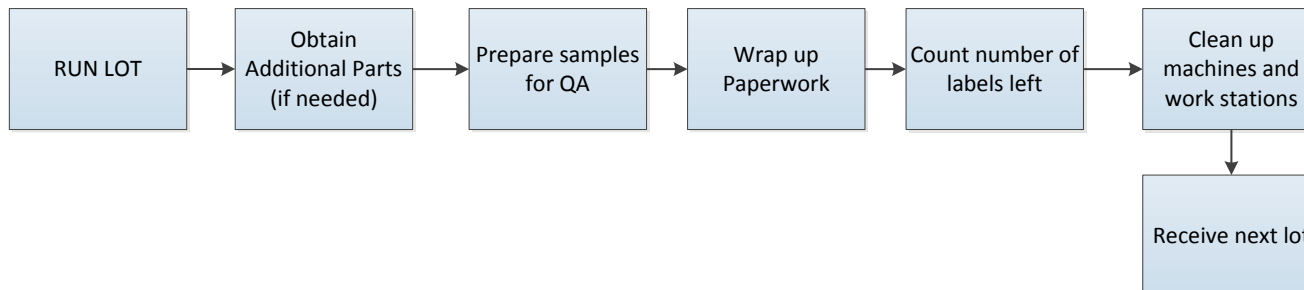 RUN LOT
Obtain
Additional Parts
(if needed)
Prepare samples
for QA
Wrap up
Paperwork
Count number of
labels left
Clean up
machines and
work stations
Receive next lot